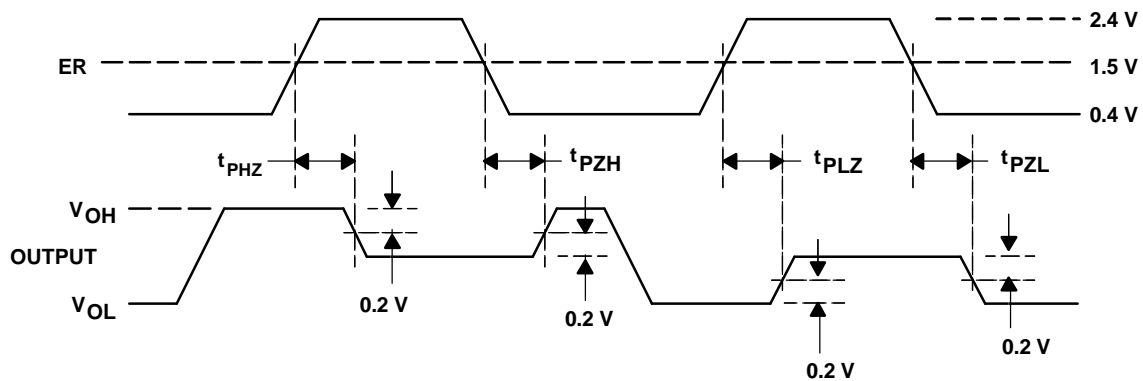 2.4 V
ER
1.5 V
0.4 V
tPHZ
tPZH
tPLZ
tPZL
VOH
OUTPUT
VOL
0.2 V
0.2 V
0.2 V
0.2 V